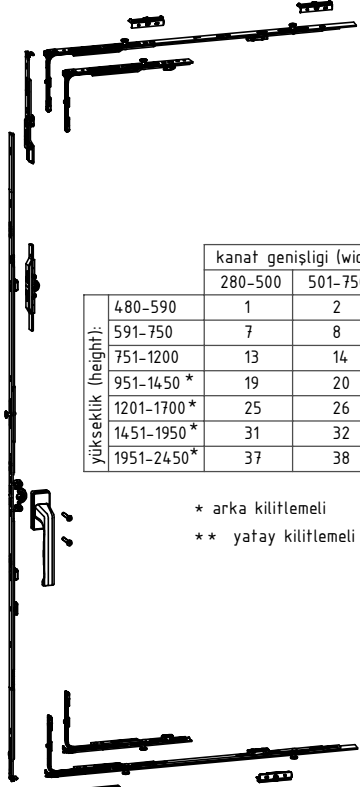 kanat genişligi (wid
280-500 501-750
yükseklik (height):
480-590 1 2
591-750 7 8
751-1200 13 14
951-1450 * 19 20
1201-1700 * 25 26
1451-1950 * 31 32
1951-2450* 37 38
* arka kilitlemeli
** yatay kilitlemeli